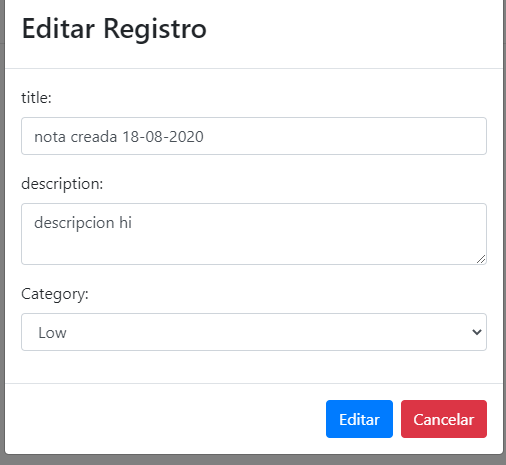 Editar Registro
title:
nota creada 18-08-2020
description:
descripcion hi
Category:
Low
Editar Cancelar